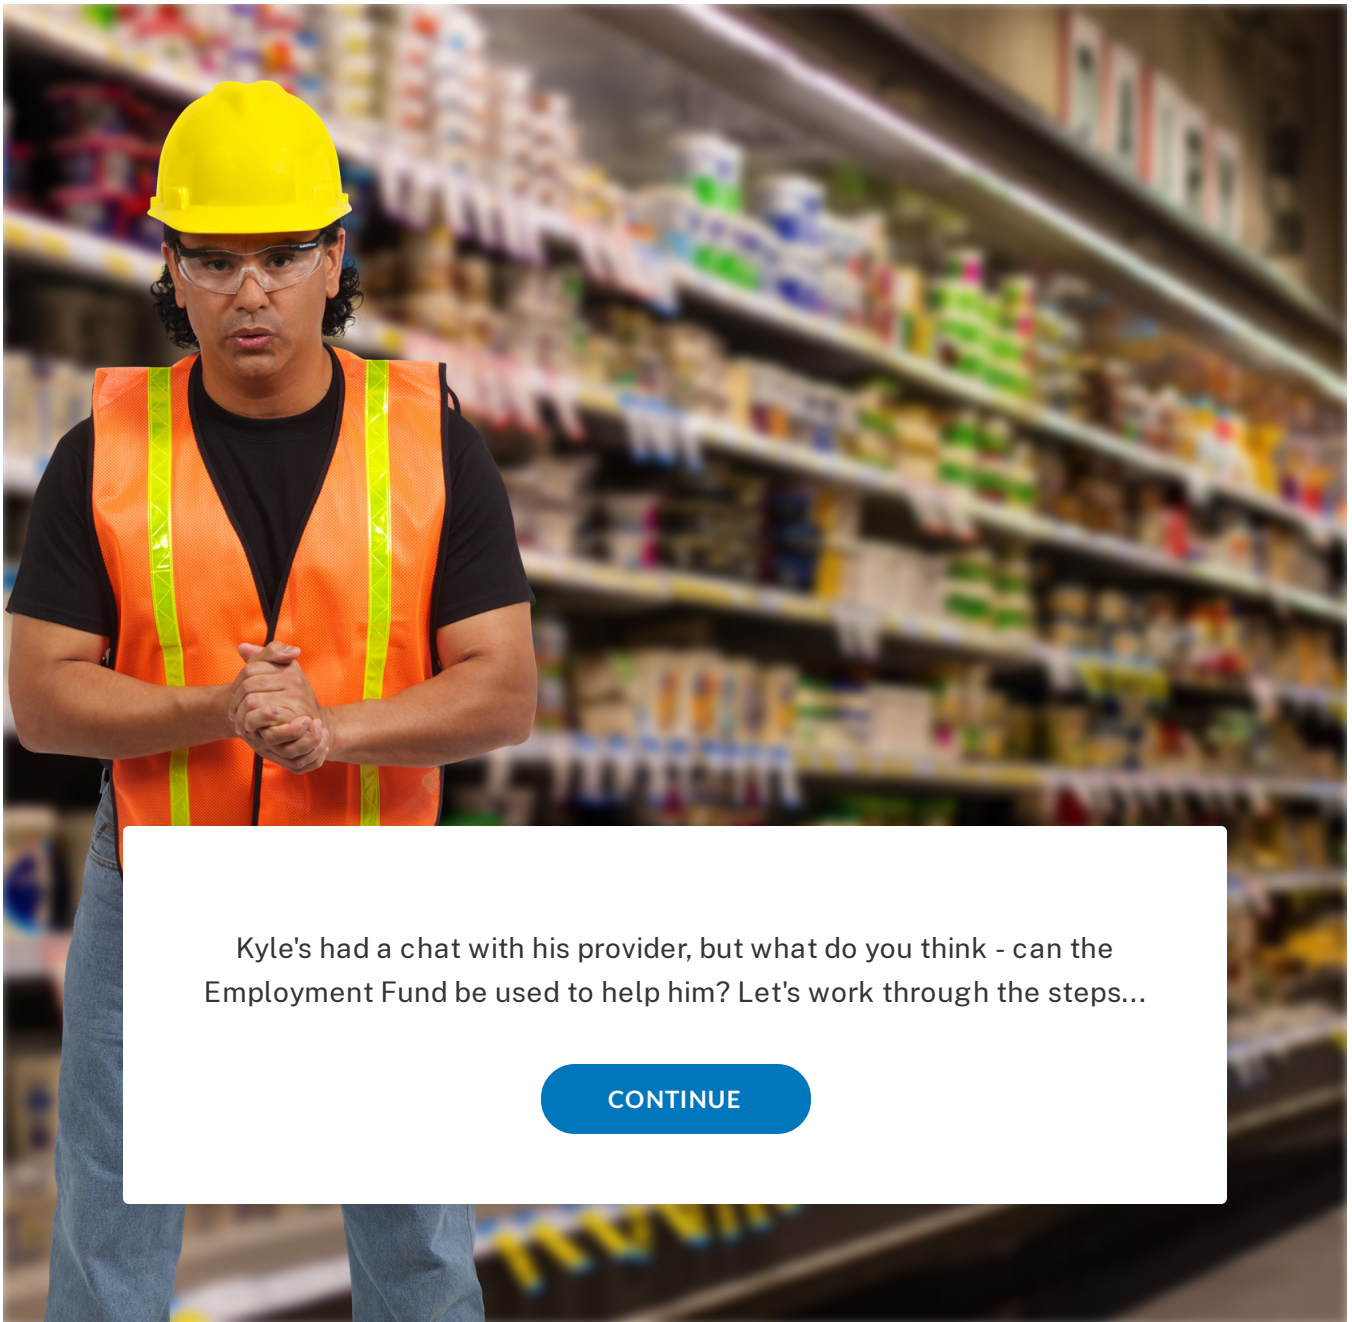 Kyle's had a chat with his provider, but what do you think - can the
Employment Fund be used to help him? Let's work through the steps...
CONTINUE